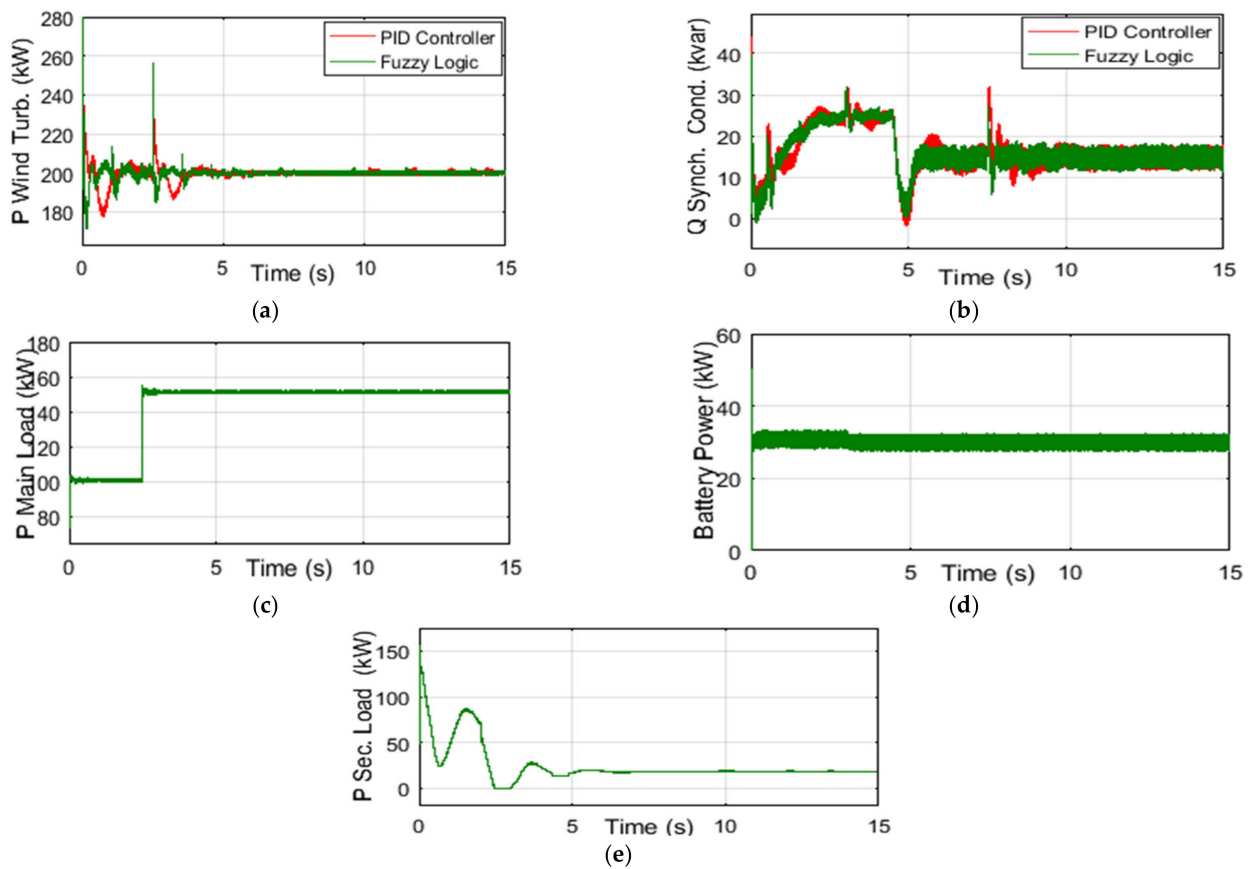 P Wind Turb. (kW)
280
260
240
220
200
180
PID Controller
Fuzzy Logic
0
5
10
15
Time (s)
(a)
Q Synch. Cond. (kvar)
40
30
20
10
0
PID Controller
Fuzzy Logic
0
5
10
15
Time (s)
(b)
P Main Load (kW)
180
160
140
120
100
80
0
5
10
15
Time (s)
(c)
Battery Power (kW)
60
40
20
0
0
5
10
15
Time (s)
(d)
P Sec. Load (kW)
150
100
50
0
0
5
10
15
Time (s)
(e)